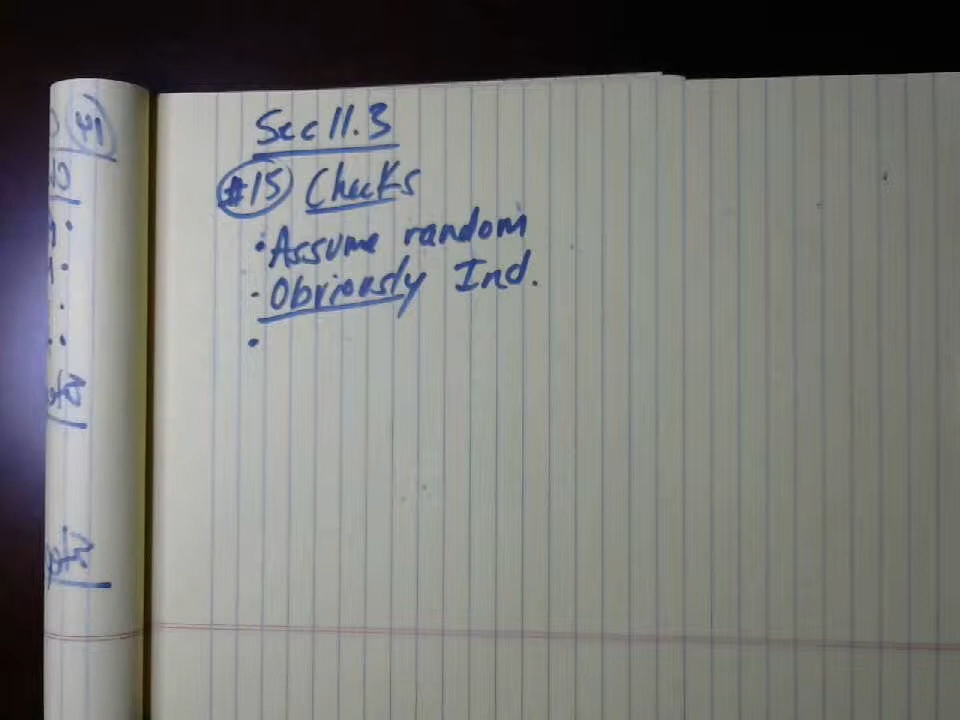 Sec 11.3
#15 Checks
• Assume random
• Obviously Ind.
•